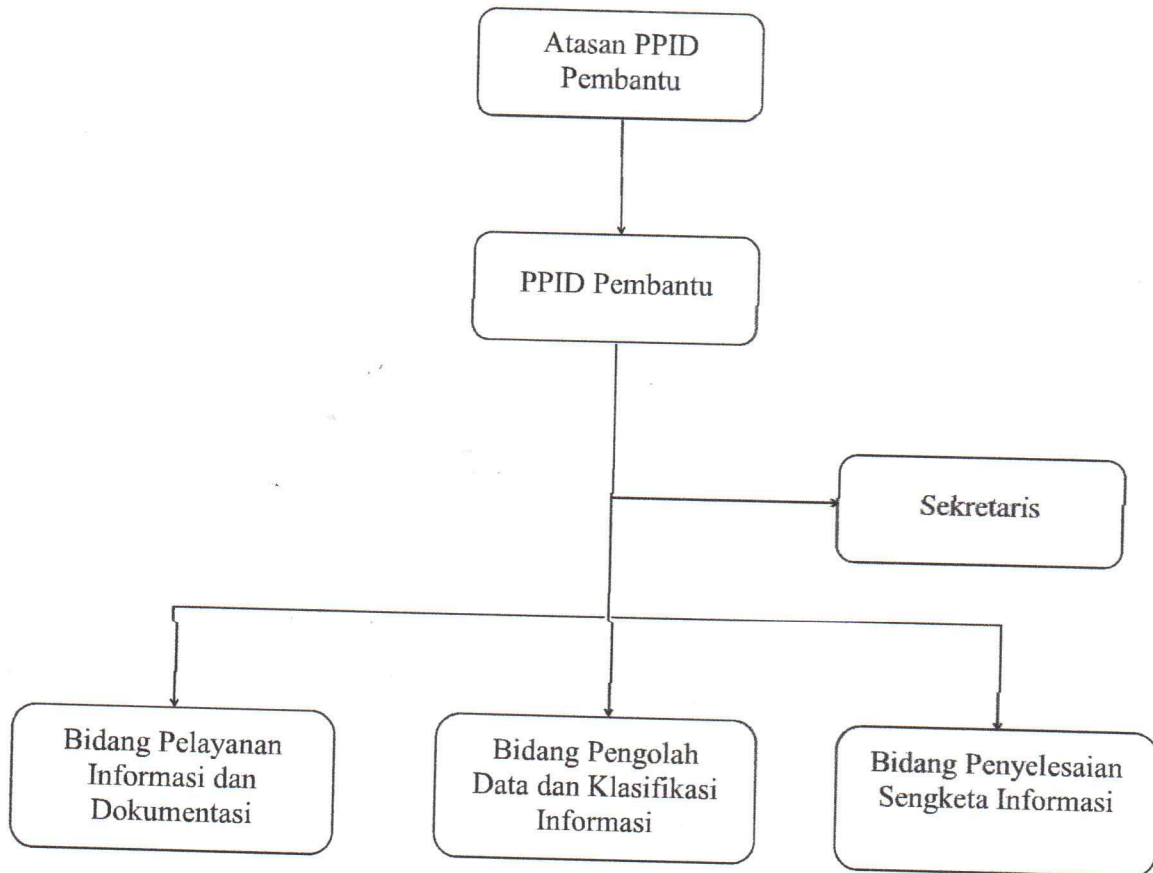 Atasan PPID
Pembantu
PPID Pembantu
Sekretaris
Bidang Pelayanan
Informasi dan
Dokumentasi
Bidang Pengolah
Data dan Klasifikasi
Informasi
Bidang Penyelesaian
Sengketa Informasi